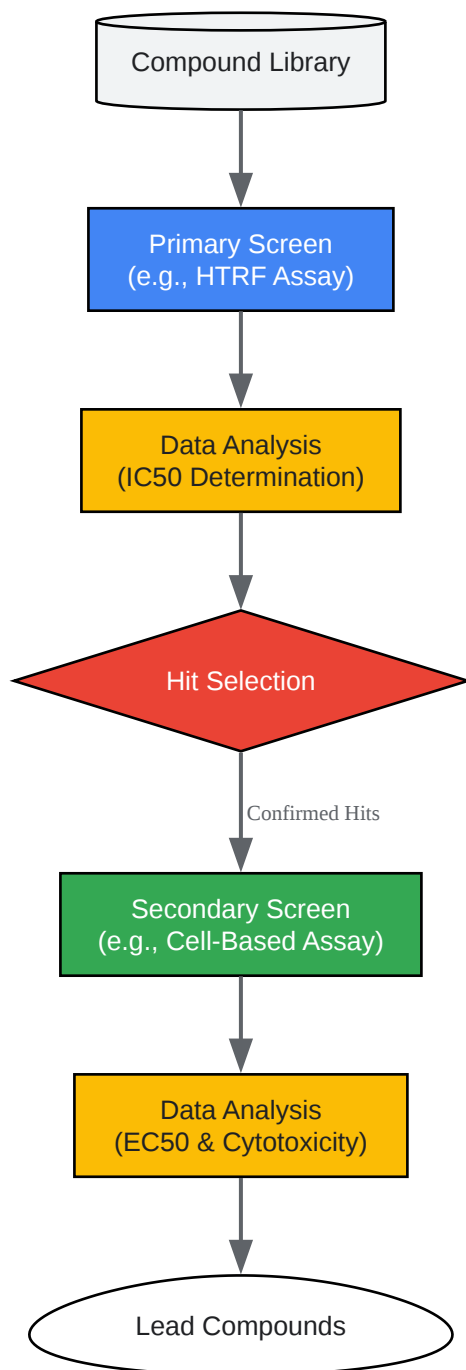 Compound Library
Primary Screen
(e.g., HTRF Assay)
Data Analysis
(IC50 Determination)
Hit Selection
Confirmed Hits
Secondary Screen
(e.g., Cell-Based Assay)
Data Analysis
(EC50 & Cytotoxicity)
Lead Compounds